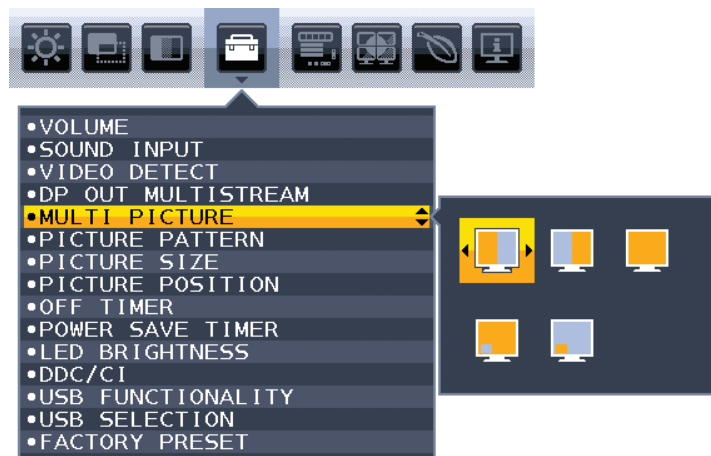 •VOLUME
•SOUND INPUT
•VIDEO DETECT
•DP OUT MULTISTREAM
•MULTI PICTURE
•PICTURE PATTERN
•PICTURE SIZE
•PICTURE POSITION
•OFF TIMER
•POWER SAVE TIMER
•LED BRIGHTNESS
•DDC/CI
•USB FUNCTIONALITY
•USB SELECTION
•FACTORY PRESET